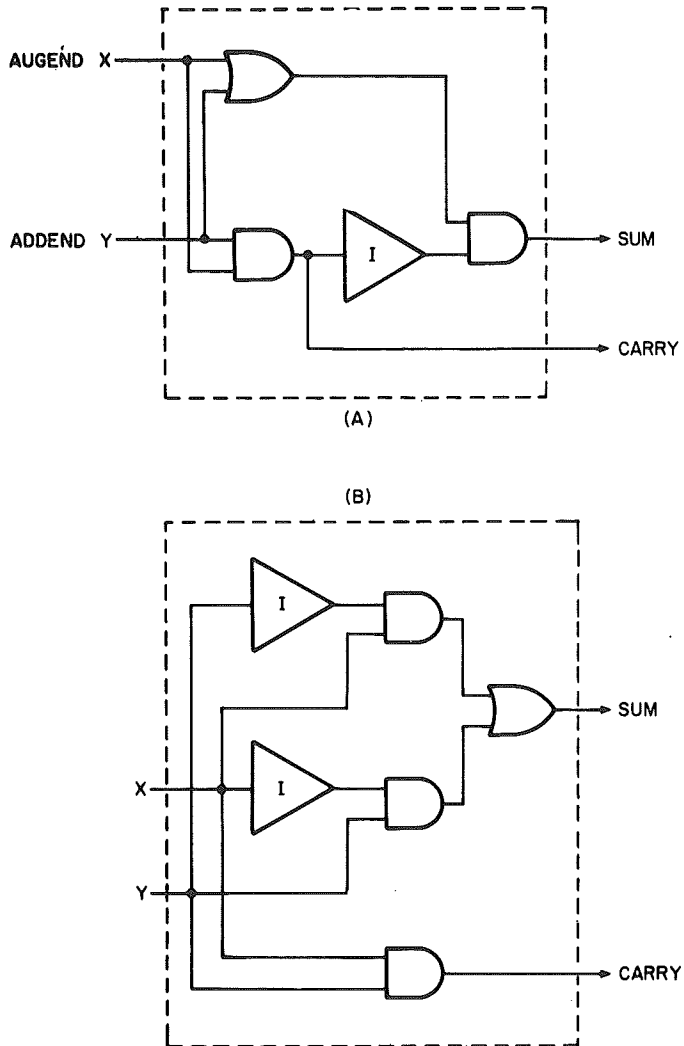 AUGEND X
ADDEND Y
I
SUM
CARRY
(A)
(B)
I
SUM
X
I
Y
CARRY